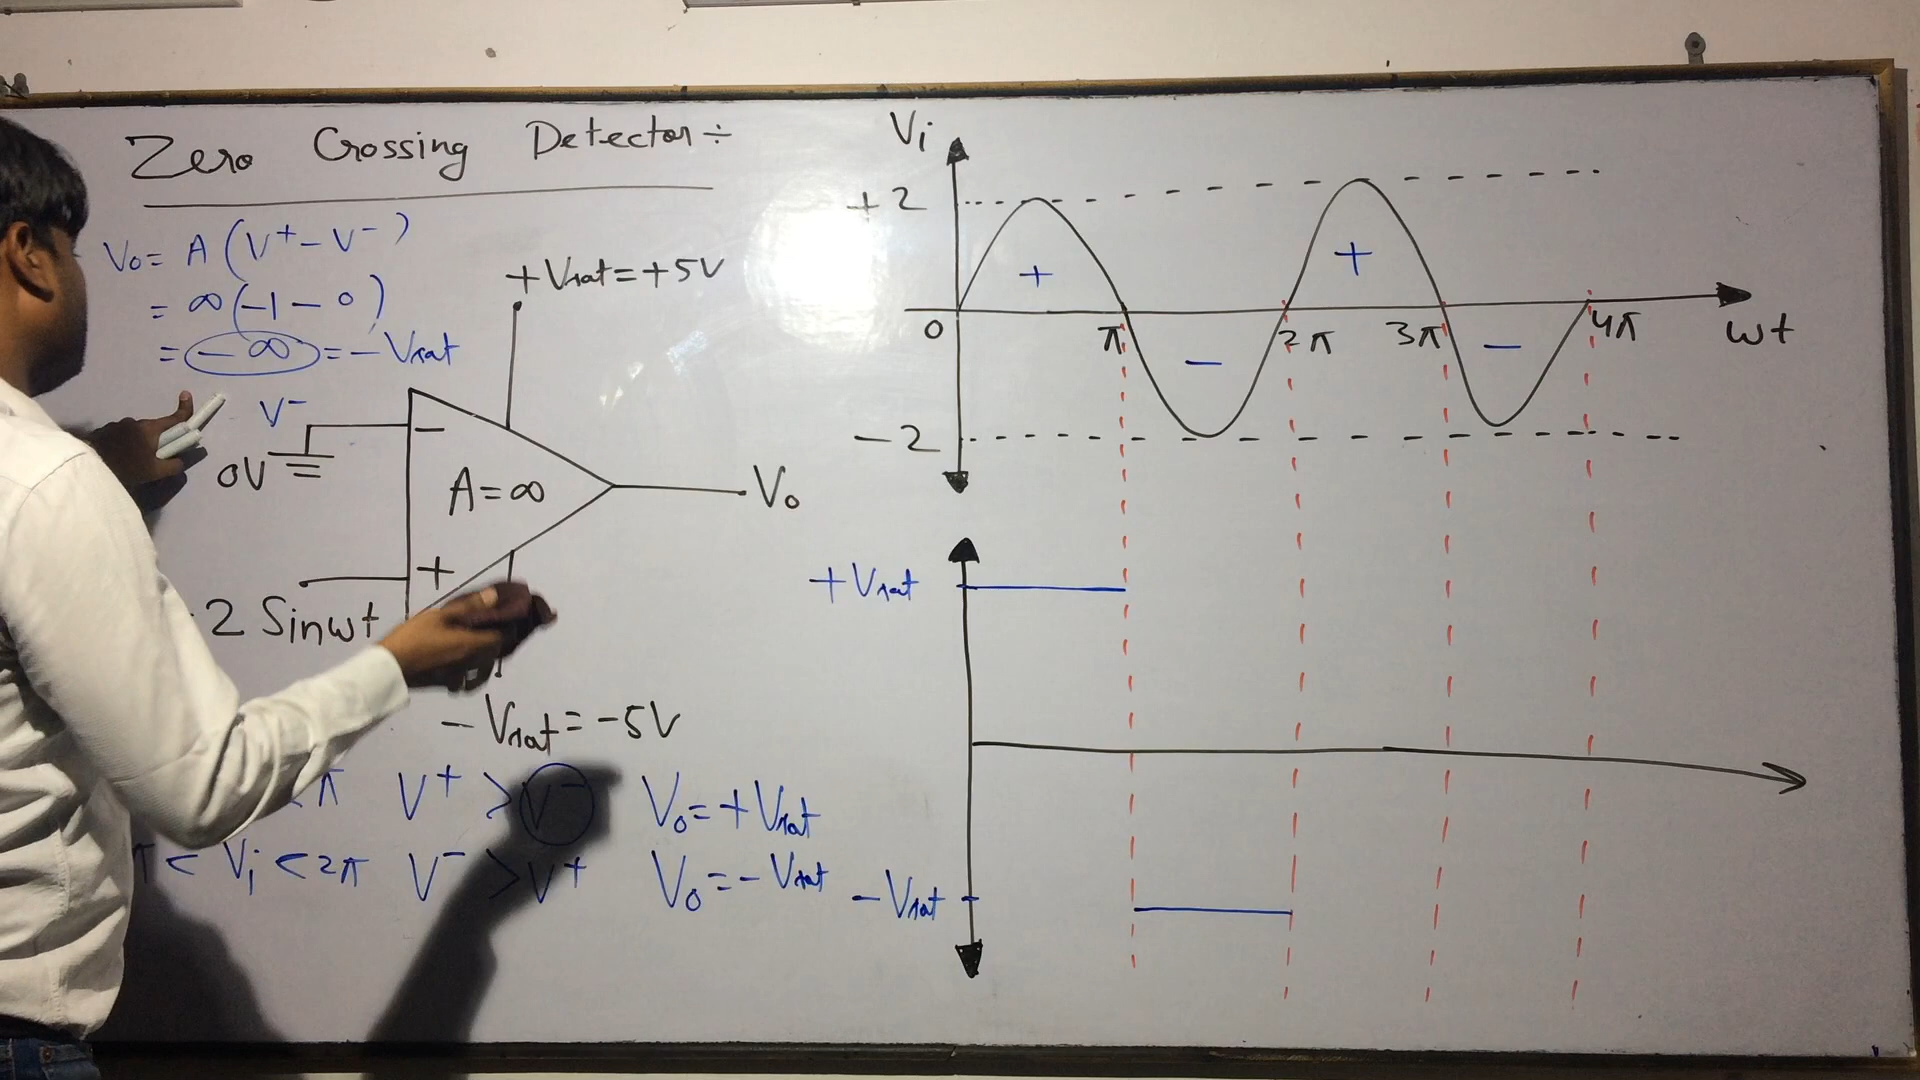 Zero Crossing Detector÷
Vo = A (V+ - V-)
= ∞ (-1 - 0)
= -∞ = - Vsat
+ Vsat = +5V
V-
0V
-
A = ∞
+
Vo
2 Sinωt
- Vsat = -5V
< π V+ > V- Vo = + Vsat
π < Vi < 2π V- > V+ Vo = - Vsat
Vi
+2
+ +
0 π 2π 3π 4π ωt
- -
-2
+ Vsat
- Vsat